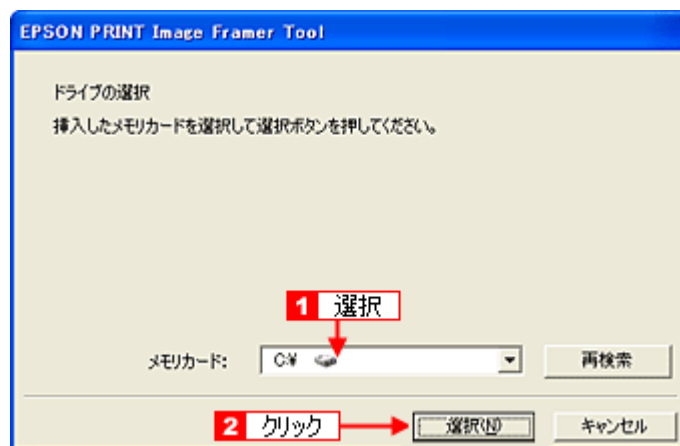 EPSON PRINT Image Framer Tool
ドライブの選択
挿入したメモリカードを選択して選択ボタンを押してください。
1 選択
メモリカード: C:¥ 再検索
2 クリック 選択(N) キャンセル